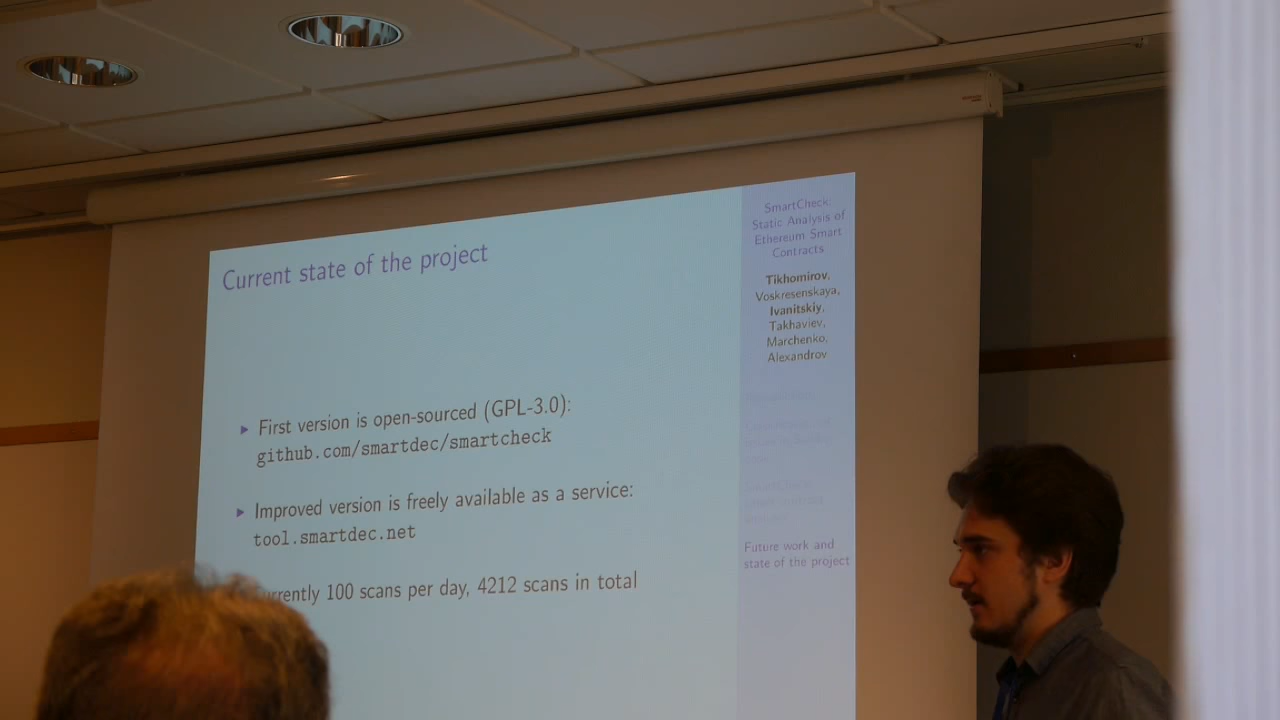 Current state of the project
First version is open-sourced (GPL-3.0):
github.com/smartdec/smartcheck
Improved version is freely available as a service:
tool.smartdec.net
100 scans per day, 4212 scans in total
SmartCheck:
Static Analysis of
Ethereum Smart
Contracts
Tikhomirov,
Voskresenskaya,
Ivanitskiy,
Takhaviev,
Marchenko,
Alexandrov
Future work and
state of the project